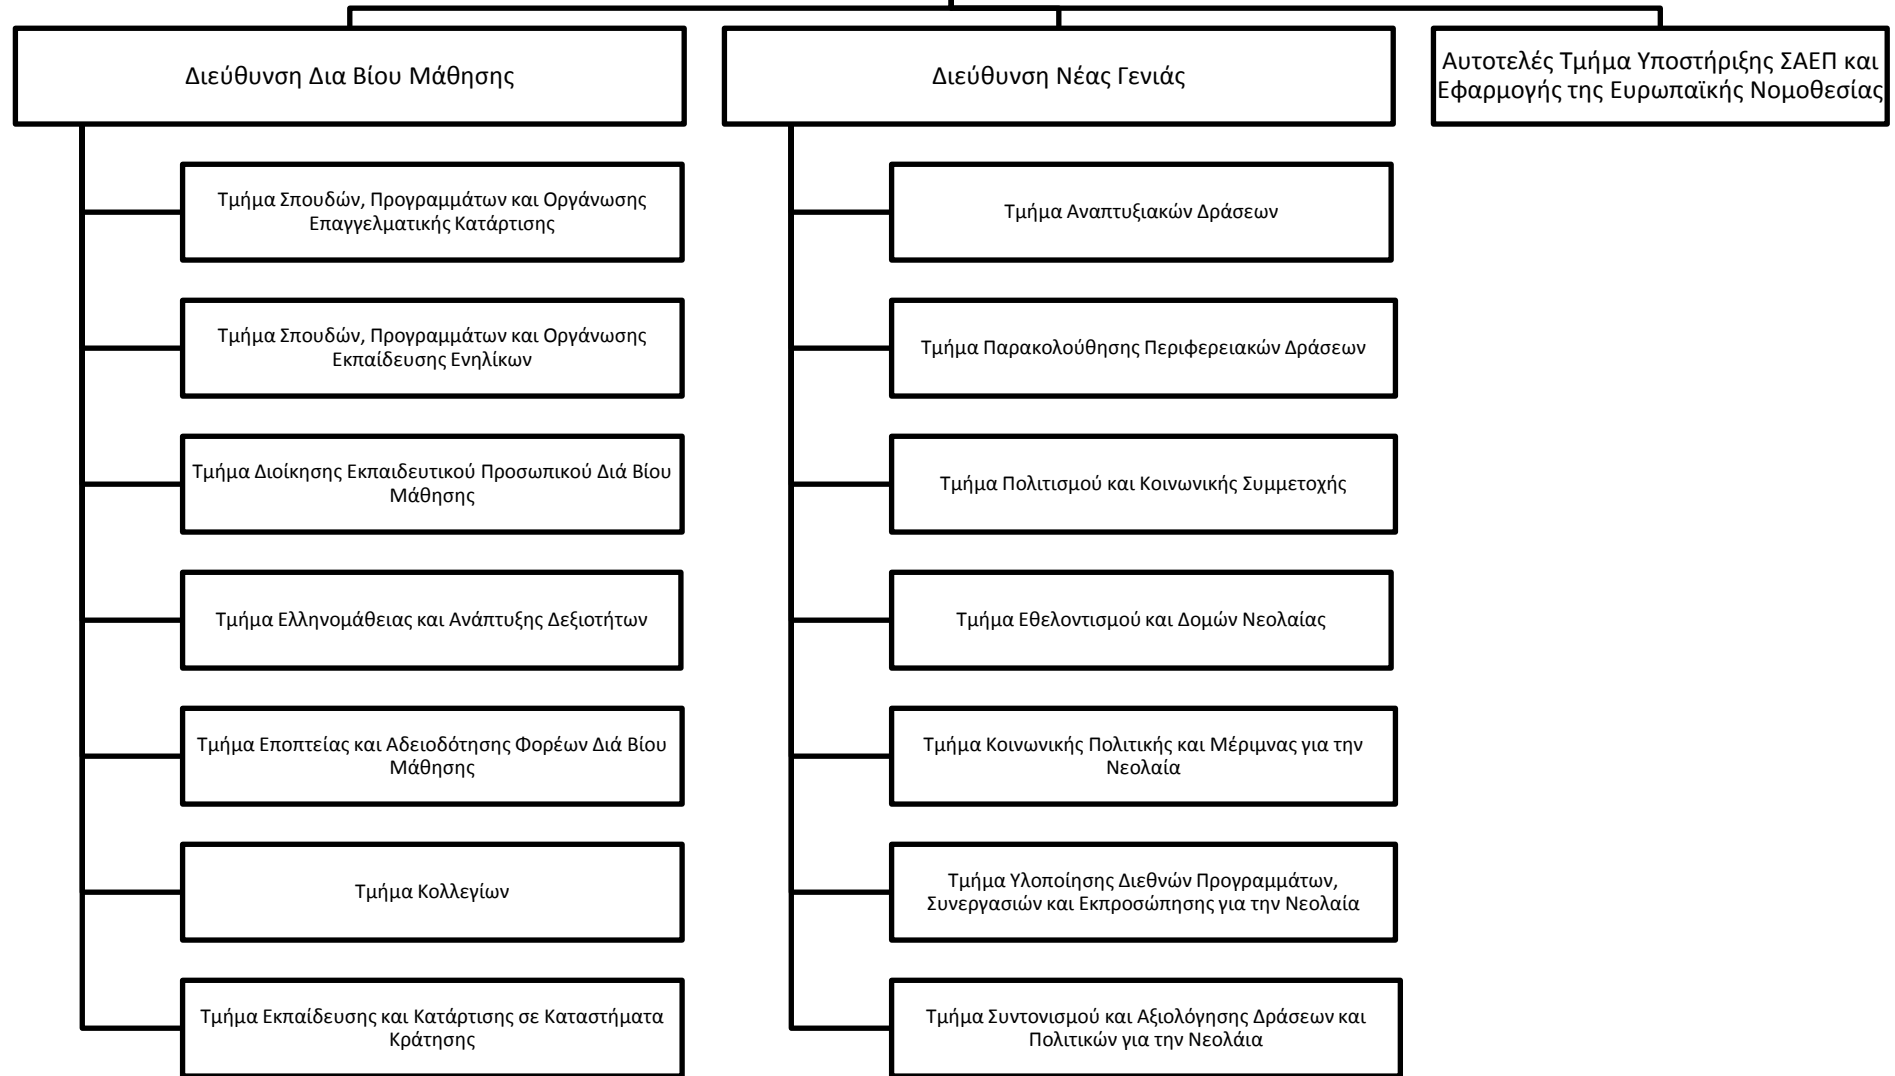 Διεύθυνση Δια Βίου Μάθησης
Τμήμα Σπουδών, Προγραμμάτων και Οργάνωσης
Επαγγελματικής Κατάρτισης
Τμήμα Σπουδών, Προγραμμάτων και Οργάνωσης
Εκπαίδευσης Ενηλίκων
Τμήμα Διοίκησης Εκπαιδευτικού Προσωπικού Διά Βίου
Μάθησης
Τμήμα Ελληνομάθειας και Ανάπτυξης Δεξιοτήτων
Τμήμα Εποπτείας και Αδειοδότησης Φορέων Διά Βίου
Μάθησης
Τμήμα Κολλεγίων
Τμήμα Εκπαίδευσης και Κατάρτισης σε Καταστήματα
Κράτησης
Διεύθυνση Νέας Γενιάς
Τμήμα Αναπτυξιακών Δράσεων
Τμήμα Παρακολούθησης Περιφερειακών Δράσεων
Τμήμα Πολιτισμού και Κοινωνικής Συμμετοχής
Τμήμα Εθελοντισμού και Δομών Νεολαίας
Τμήμα Κοινωνικής Πολιτικής και Μέριμνας για την
Νεολαία
Τμήμα Υλοποίησης Διεθνών Προγραμμάτων,
Συνεργασιών και Εκπροσώπησης για την Νεολαία
Τμήμα Συντονισμού και Αξιολόγησης Δράσεων και
Πολιτικών για την Νεολάια
Αυτοτελές Τμήμα Υποστήριξης ΣΑΕΠ και
Εφαρμογής της Ευρωπαϊκής Νομοθεσίας